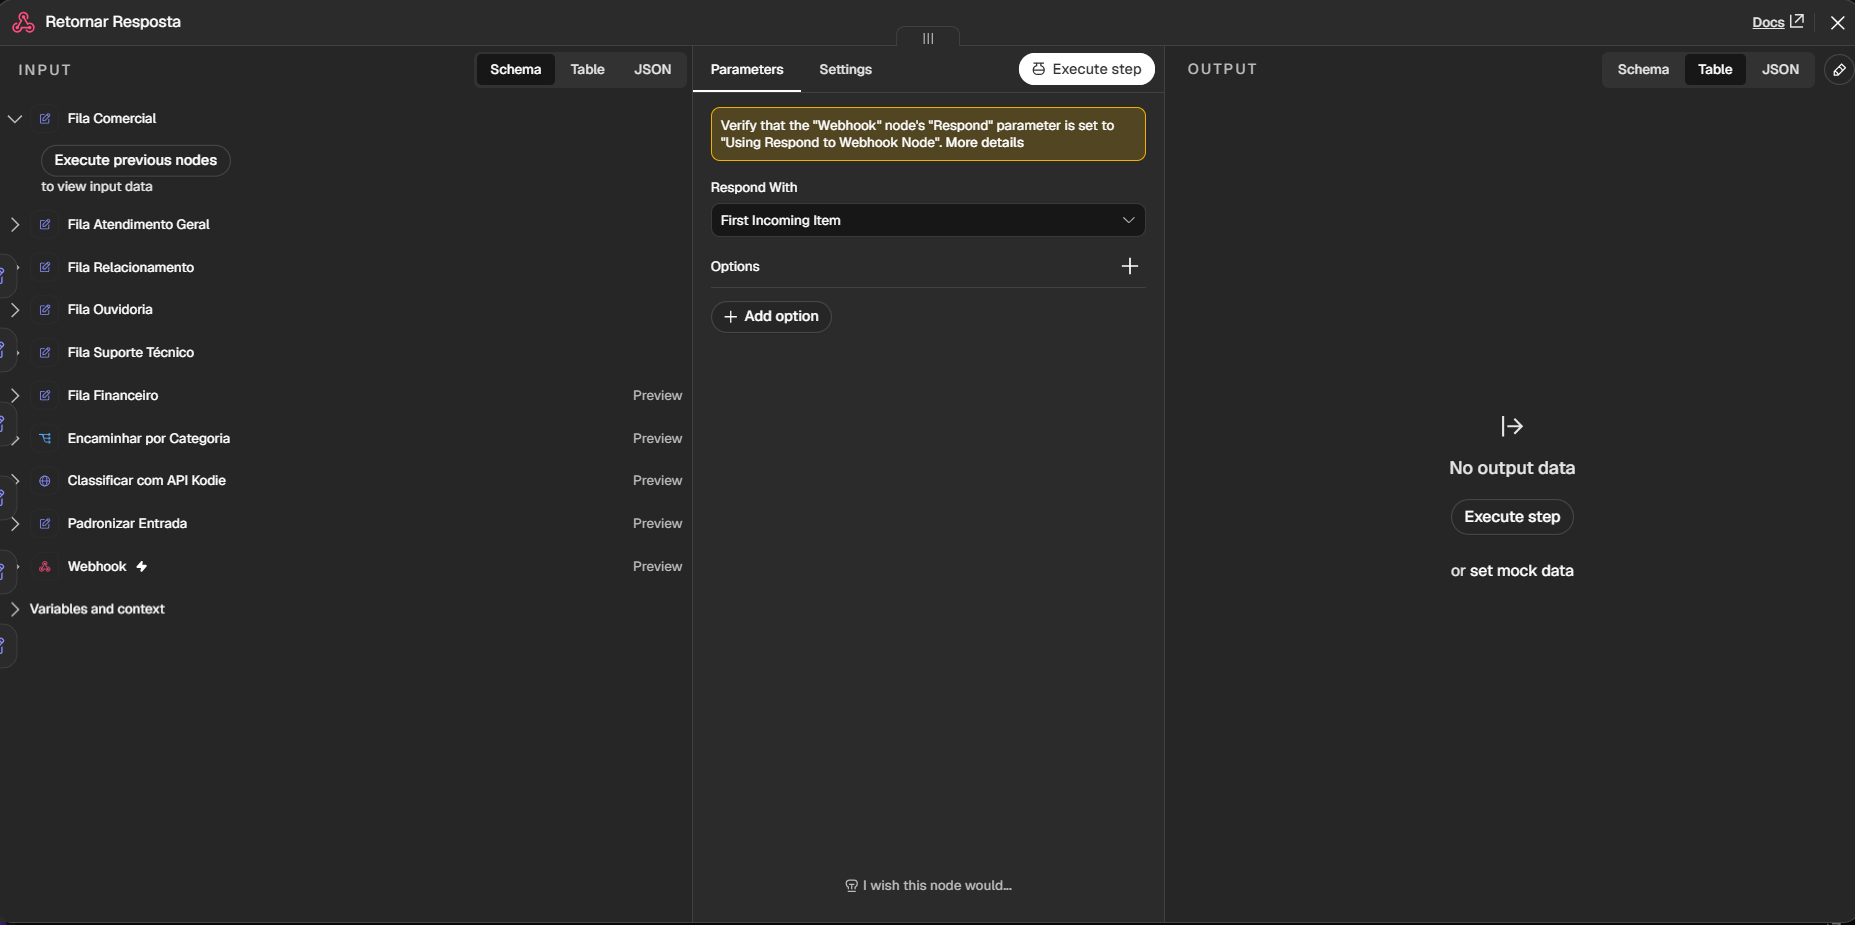 Retornar Resposta
Docs
INPUT
Schema
Table
JSON
Fila Comercial
Execute previous nodes
to view input data
Fila Atendimento Geral
Fila Relacionamento
Fila Ouvidoria
Fila Suporte Técnico
Fila Financeiro
Preview
Encaminhar por Categoria
Preview
Classificar com API Kodie
Preview
Padronizar Entrada
Preview
Webhook
Preview
Variables and context
Parameters
Settings
Execute step
Verify that the "Webhook" node's "Respond" parameter is set to
"Using Respond to Webhook Node". More details
Respond With
First Incoming Item
Options
Add option
I wish this node would...
OUTPUT
Schema
Table
JSON
No output data
Execute step
or set mock data